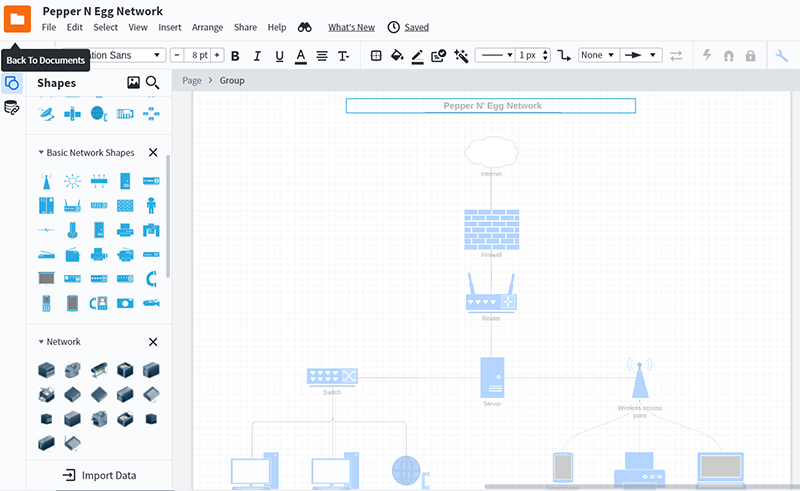 Pepper N Egg Network
File Edit Select View Insert Arrange Share Help What's New Saved
Back To Documents
tion Sans 8 pt B I U A T 1 px None
Shapes
Page > Group
Pepper N' Egg Network
Internet
Basic Network Shapes
Firewall
Router
Network
Switch
Server
Wireless access
point
Import Data